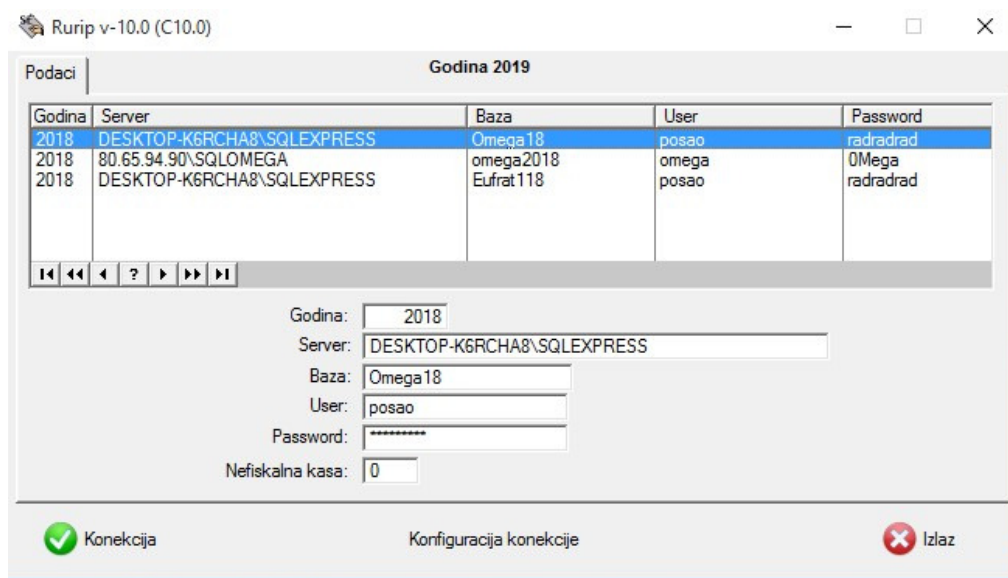 Rurip v-10.0 (C10.0)
Podaci
Godina 2019
Godina Server Baza User Password
2018 DESKTOP-K6RCHA8\SQLEXPRESS Omega18 posao radradrad
2018 80.65.94.90\SQLOMEGA omega2018 omega 0Mega
2018 DESKTOP-K6RCHA8\SQLEXPRESS Eufrat118 posao radradrad
?
Godina: 2018
Server: DESKTOP-K6RCHA8\SQLEXPRESS
Baza: Omega18
User: posao
Password: *********
Nefiskalna kasa: 0
Konekcija Konfiguracija konekcije Izlaz